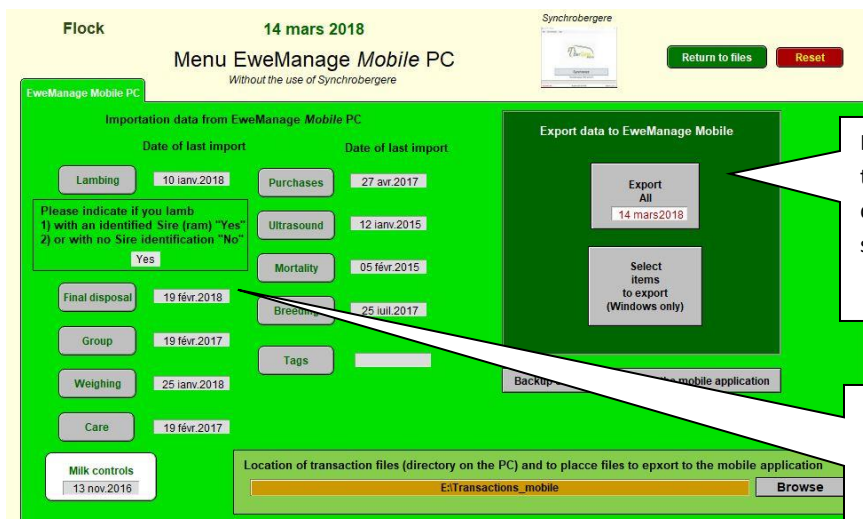 Flock
14 mars 2018
Synchrobergere
Menu EweManage Mobile PC
Without the use of Synchrobergere
Return to files
Reset
EweManage Mobile PC
Importation data from EweManage Mobile PC
Date of last import
Date of last import
Lambing
10 janv.2018
Purchases
27 avr.2017
Please indicate if you lamb
1) with an identified Sire (ram) "Yes"
2) or with no Sire identification "No"
Yes
Ultrasound
12 janv.2015
Mortality
05 févr.2015
Final disposal
19 févr.2018
Breeding
25 juil.2017
Group
19 févr.2017
Tags
Weighing
25 janv.2018
Care
19 févr.2017
Milk controls
13 nov.2016
Export data to EweManage Mobile
Export
All
14 mars2018
Select
items
to export
(Windows only)
Backup
the mobile application
Location of transaction files (directory on the PC) and to placce files to epxort to the mobile application
E:\Transactions_mobile
Browse